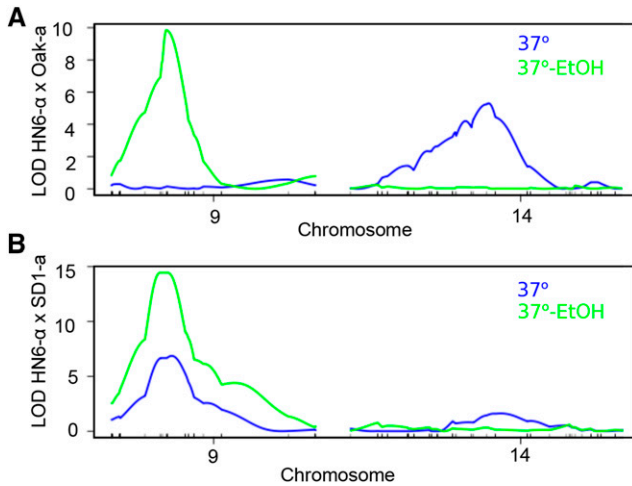 A
LOD HN6-α x Oak-a
10
8
6
4
2
0
37º
37º-EtOH
9
14
Chromosome
B
LOD HN6-α x SD1-a
15
10
5
0
37º
37º-EtOH
9
14
Chromosome